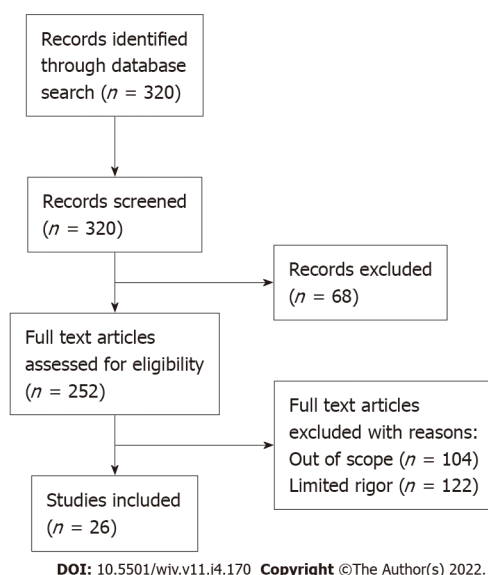 Records identified
through database
search (n = 320)
Records screened
(n = 320)
Records excluded
(n = 68)
Full text articles
assessed for eligibility
(n = 252)
Full text articles
excluded with reasons:
Out of scope (n = 104)
Limited rigor (n = 122)
Studies included
(n = 26)
DOI: 10.5501/wjv.v11.i4.170 Copyright ©The Author(s) 2022.